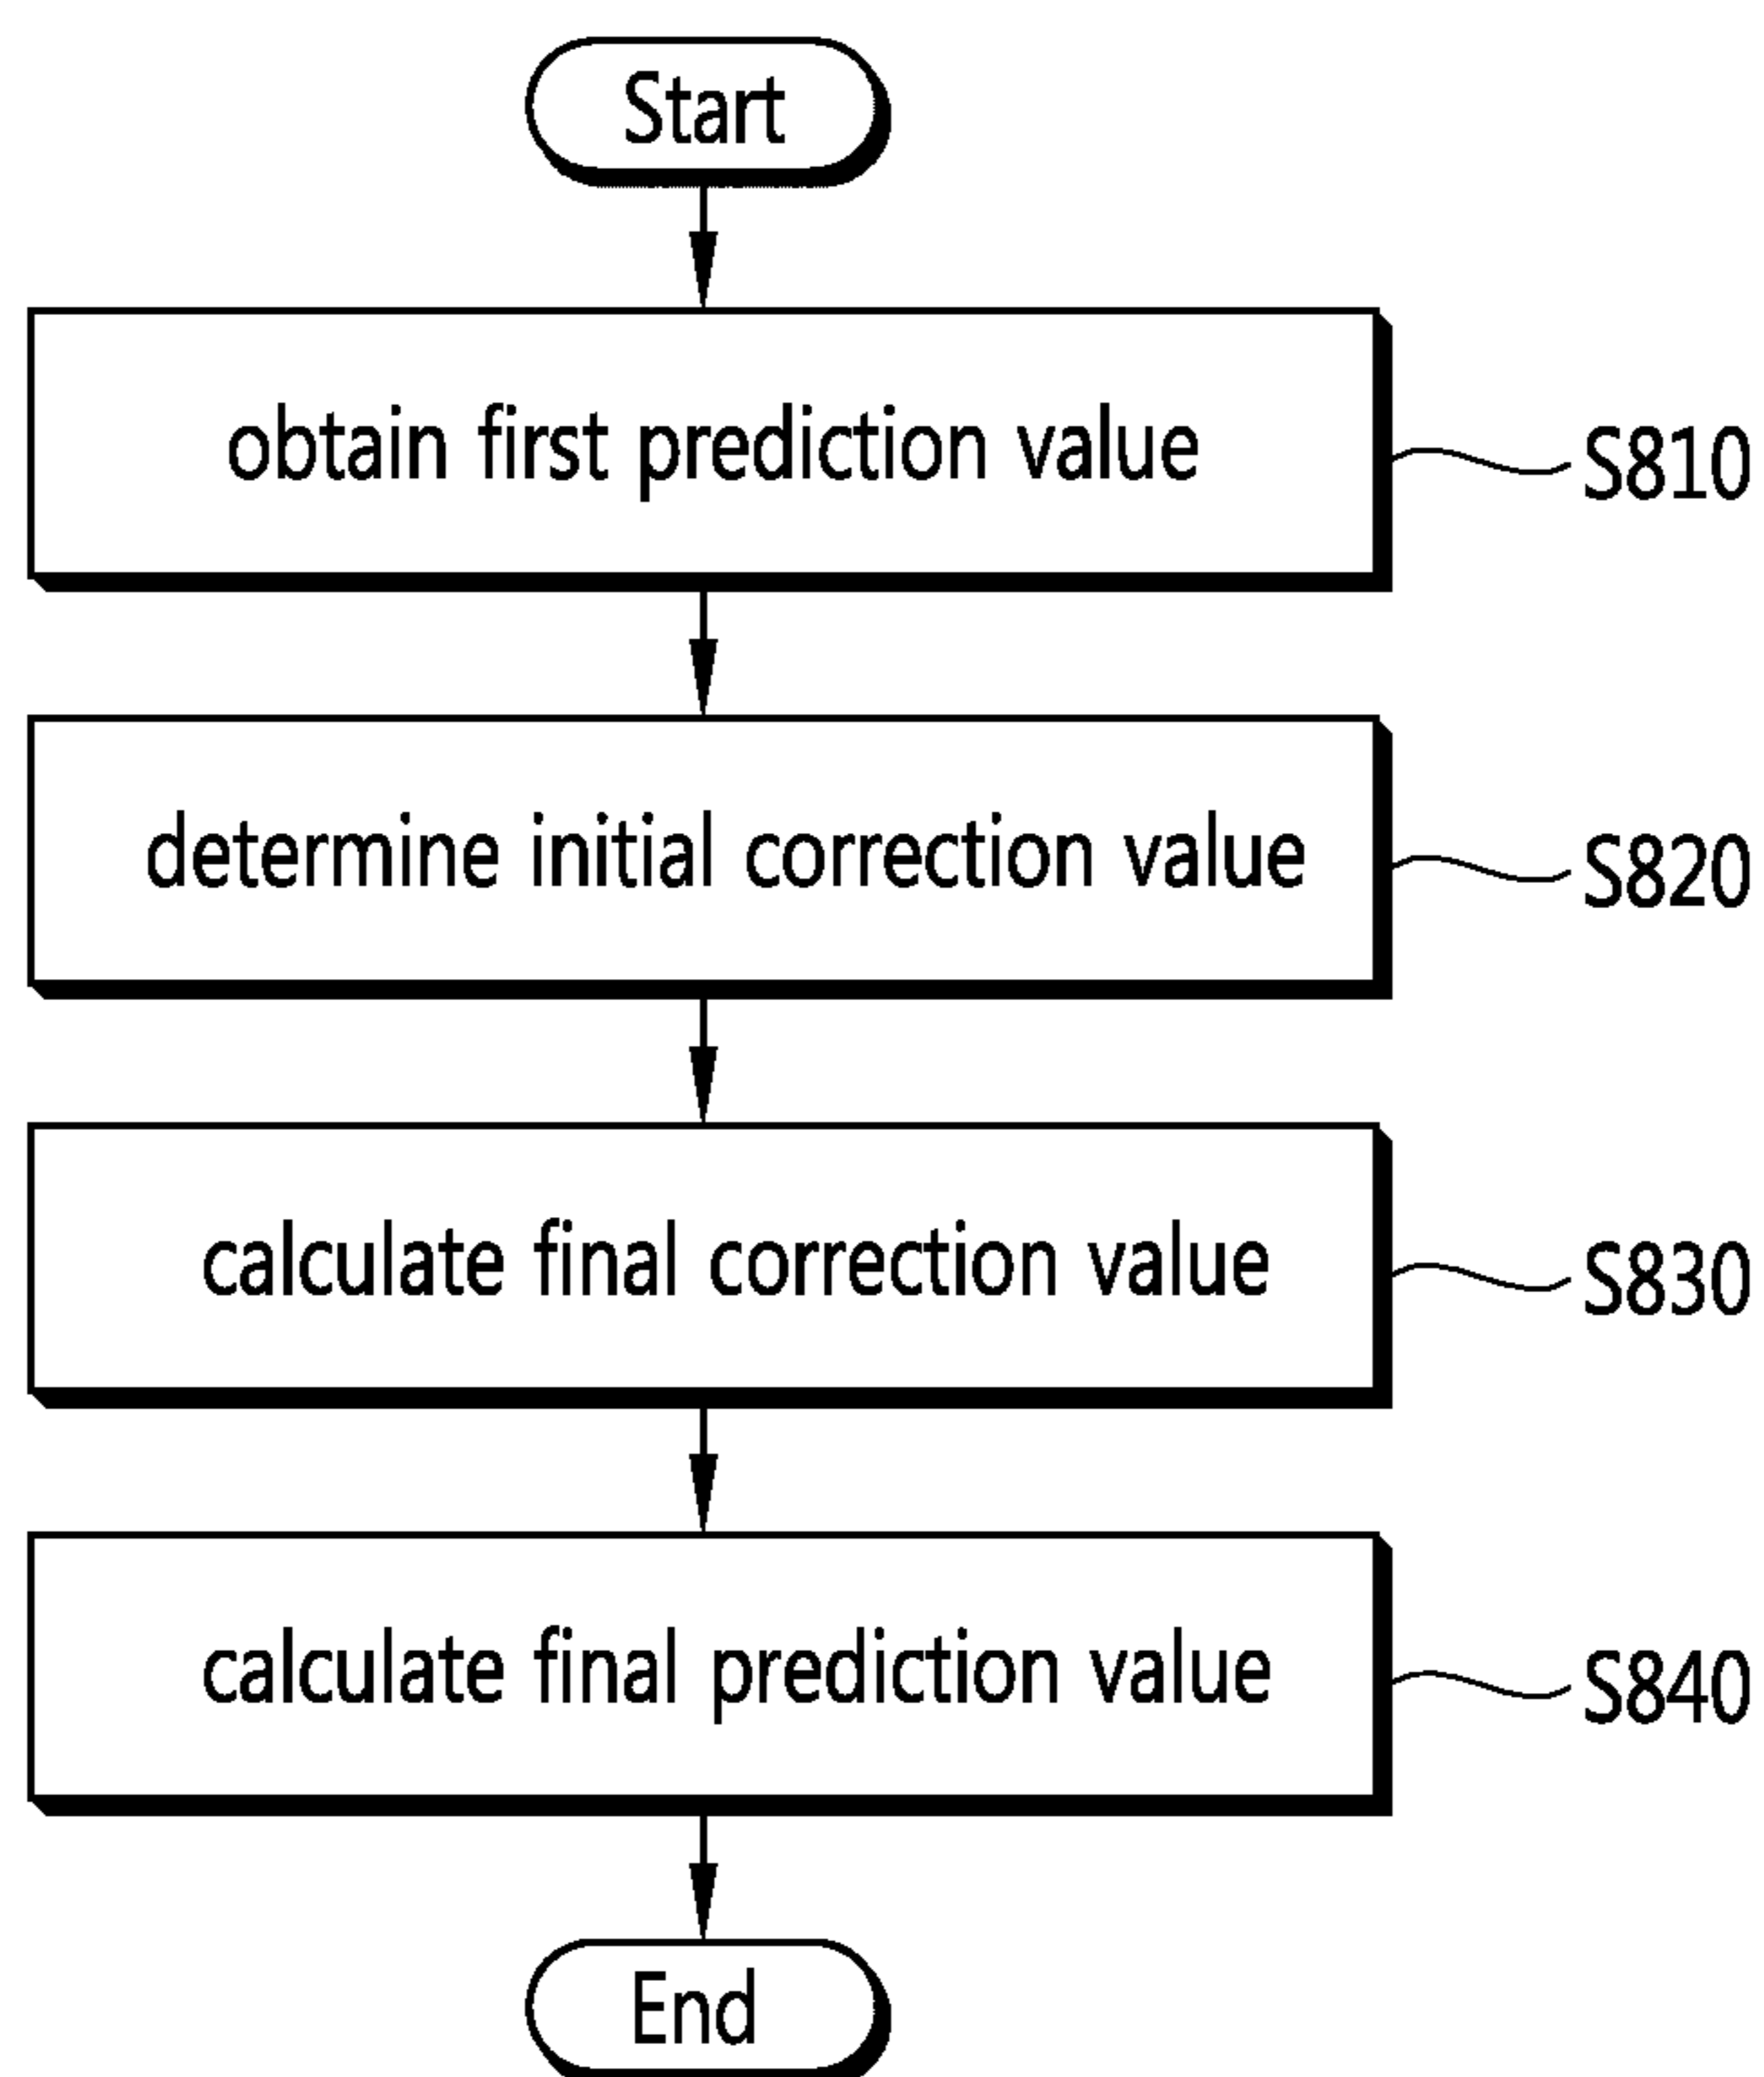 Start
obtain first prediction value
S810
determine initial correction value
S820
calculate final correction value
S830
calculate final prediction value
S840
End